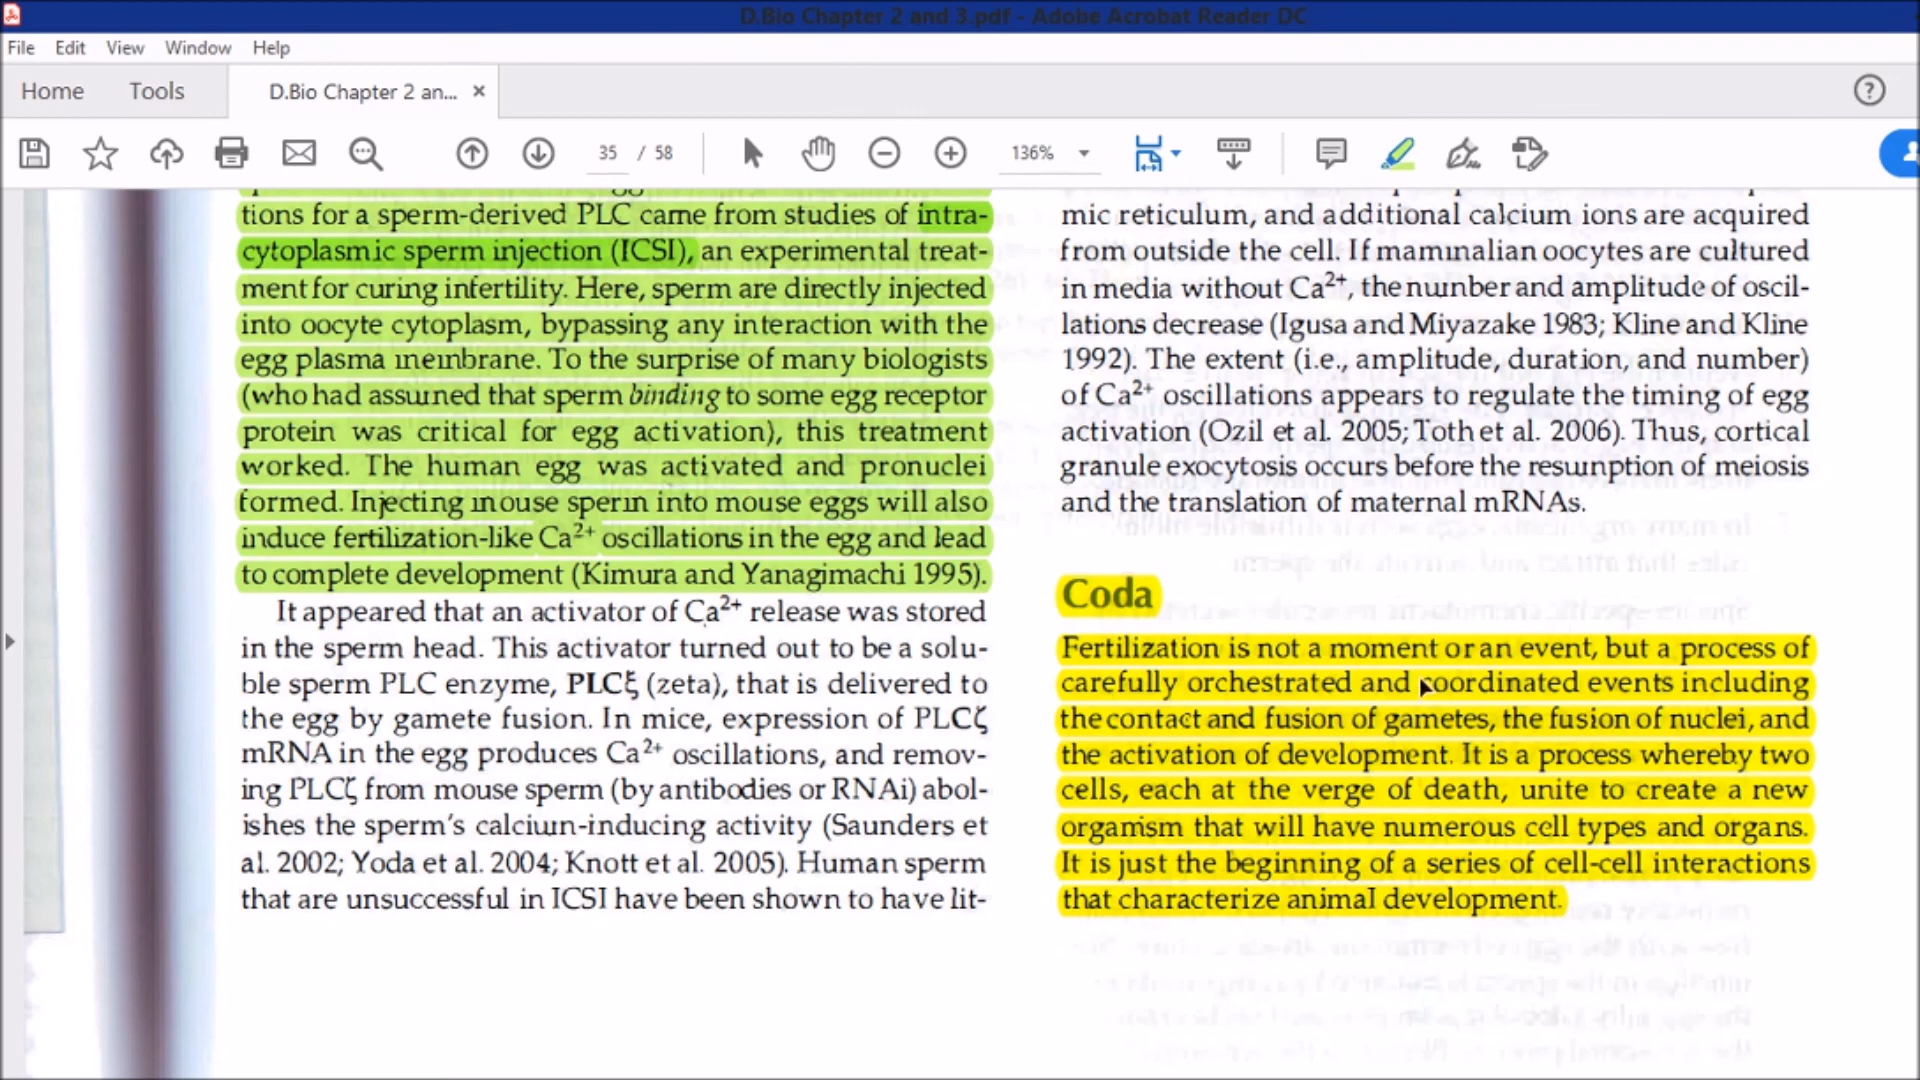 D.Bio Chapter 2 and 3.pdf - Adobe Acrobat Reader DC
File Edit View Window Help
Home Tools D.Bio Chapter 2 an... ×
35 / 58 136%
tions for a sperm-derived PLC came from studies of intra-
cytoplasmic sperm injection (ICSI), an experimental treat-
ment for curing infertility. Here, sperm are directly injected
into oocyte cytoplasm, bypassing any interaction with the
egg plasma membrane. To the surprise of many biologists
(who had assumed that sperm binding to some egg receptor
protein was critical for egg activation), this treatment
worked. The human egg was activated and pronuclei
formed. Injecting mouse sperm into mouse eggs will also
induce fertilization-like Ca²⁺ oscillations in the egg and lead
to complete development (Kimura and Yanagimachi 1995).
It appeared that an activator of Ca²⁺ release was stored
in the sperm head. This activator turned out to be a solu-
ble sperm PLC enzyme, PLCξ (zeta), that is delivered to
the egg by gamete fusion. In mice, expression of PLCζ
mRNA in the egg produces Ca²⁺ oscillations, and remov-
ing PLCζ from mouse sperm (by antibodies or RNAi) abol-
ishes the sperm's calcium-inducing activity (Saunders et
al. 2002; Yoda et al. 2004; Knott et al. 2005). Human sperm
that are unsuccessful in ICSI have been shown to have lit-
mic reticulum, and additional calcium ions are acquired
from outside the cell. If mammalian oocytes are cultured
in media without Ca²⁺, the number and amplitude of oscil-
lations decrease (Igusa and Miyazake 1983; Kline and Kline
1992). The extent (i.e., amplitude, duration, and number)
of Ca²⁺ oscillations appears to regulate the timing of egg
activation (Ozil et al. 2005; Toth et al. 2006). Thus, cortical
granule exocytosis occurs before the resumption of meiosis
and the translation of maternal mRNAs.
Coda
Fertilization is not a moment or an event, but a process of
carefully orchestrated and coordinated events including
the contact and fusion of gametes, the fusion of nuclei, and
the activation of development. It is a process whereby two
cells, each at the verge of death, unite to create a new
organism that will have numerous cell types and organs.
It is just the beginning of a series of cell-cell interactions
that characterize animal development.